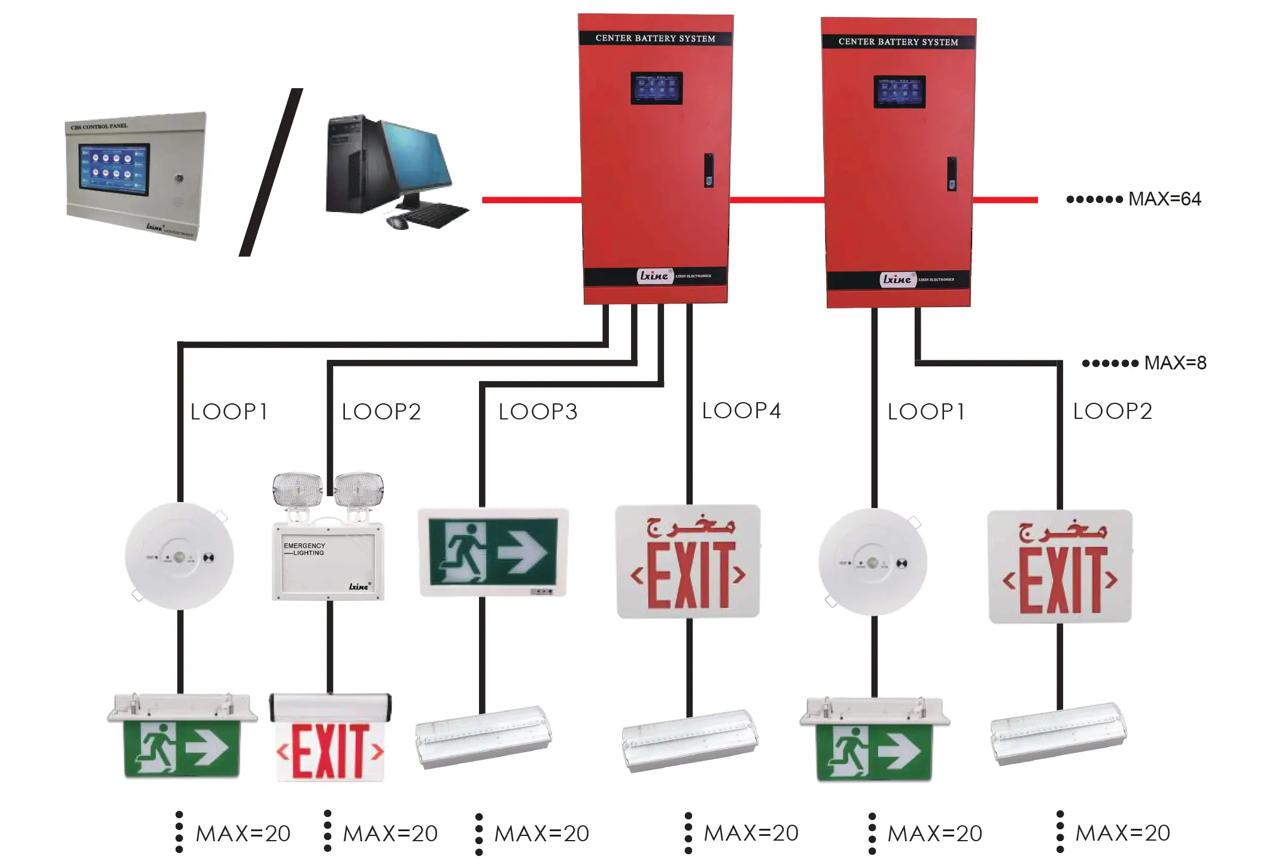 CENTER BATTERY SYSTEM
CENTER BATTERY SYSTEM
CBS CONTROL PANEL
lxine®
MAX=64
lxine® LIXIN ELECTRONICS
lxine® LIXIN ELECTRONICS
MAX=8
LOOP1
LOOP2
LOOP3
LOOP4
LOOP1
LOOP2
EMERGENCY
LIGHTING
lxine®
مخرج
EXIT
مخرج
EXIT
EXIT
MAX=20
MAX=20
MAX=20
MAX=20
MAX=20
MAX=20